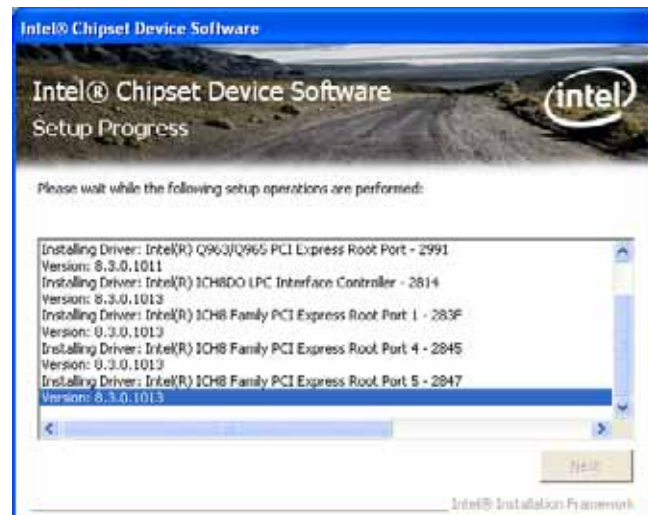 Intel® Chipset Device Software
Intel® Chipset Device Software
intel
Setup Progress
Please wait while the following setup operations are performed:
Installing Driver: Intel(R) Q963/Q965 PCI Express Root Port - 2991
Version: 8.3.0.1011
Installing Driver: Intel(R) ICH8DO LPC Interface Controller - 2814
Version: 8.3.0.1013
Installing Driver: Intel(R) ICH8 Family PCI Express Root Port 1 - 283F
Version: 8.3.0.1013
Installing Driver: Intel(R) ICH8 Family PCI Express Root Port 4 - 2845
Version: 8.3.0.1013
Installing Driver: Intel(R) ICH8 Family PCI Express Root Port 5 - 2847
Version: 8.3.0.1013
Next
Intel® Installation Framework